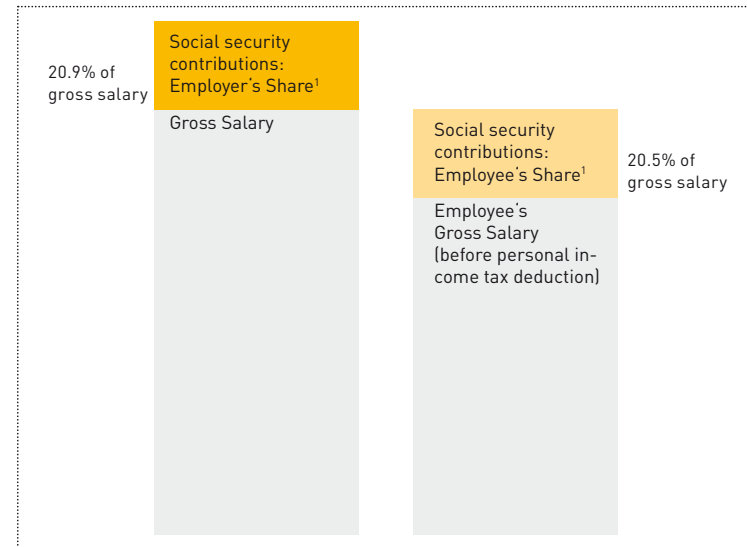 20.9% of
gross salary
Social security
contributions:
Employer‘s Share¹
Gross Salary
Social security
contributions:
Employee‘s Share¹
20.5% of
gross salary
Employee‘s
Gross Salary
(before personal in-
come tax deduction)